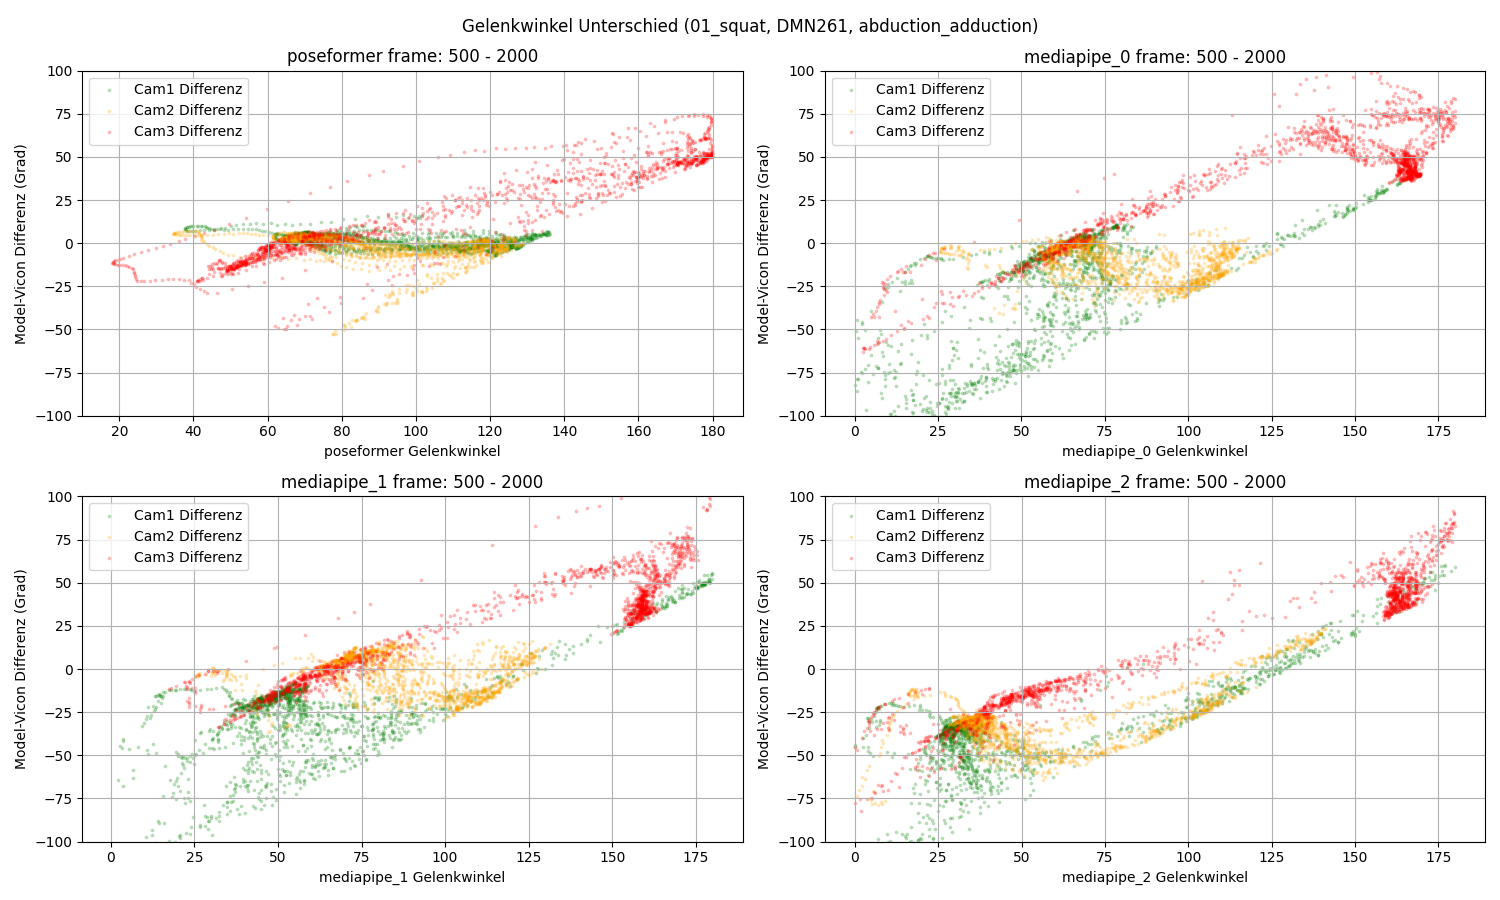 Gelenkwinkel Unterschied (01_squat, DMN261, abduction_adduction)
poseformer frame: 500 - 2000
Model-Vicon Differenz (Grad)
100
75
50
25
0
−25
−50
−75
−100
Cam1 Differenz
Cam2 Differenz
Cam3 Differenz
20 40 60 80 100 120 140 160 180
poseformer Gelenkwinkel
mediapipe_0 frame: 500 - 2000
Model-Vicon Differenz (Grad)
100
75
50
25
0
−25
−50
−75
−100
Cam1 Differenz
Cam2 Differenz
Cam3 Differenz
0 25 50 75 100 125 150 175
mediapipe_0 Gelenkwinkel
mediapipe_1 frame: 500 - 2000
Model-Vicon Differenz (Grad)
100
75
50
25
0
−25
−50
−75
−100
Cam1 Differenz
Cam2 Differenz
Cam3 Differenz
0 25 50 75 100 125 150 175
mediapipe_1 Gelenkwinkel
mediapipe_2 frame: 500 - 2000
Model-Vicon Differenz (Grad)
100
75
50
25
0
−25
−50
−75
−100
Cam1 Differenz
Cam2 Differenz
Cam3 Differenz
0 25 50 75 100 125 150 175
mediapipe_2 Gelenkwinkel